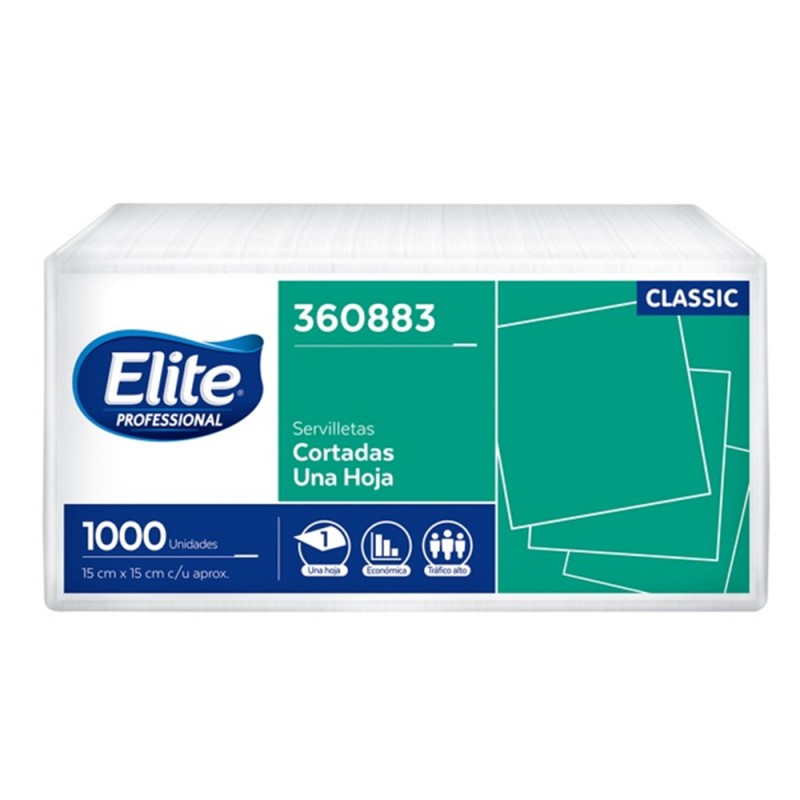 CLASSIC
360883
Elite®
PROFESSIONAL
Servilletas
Cortadas
Una Hoja
1000 Unidades
15 cm x 15 cm c/u aprox.
1
Una hoja
Económica
Tráfico alto